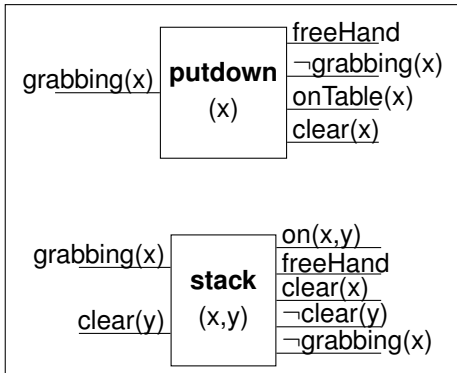 freeHand
grabbing(x) putdown ¬grabbing(x)
(x) onTable(x)
clear(x)
on(x,y)
grabbing(x) freeHand
stack clear(x)
clear(y) (x,y) ¬clear(y)
¬grabbing(x)